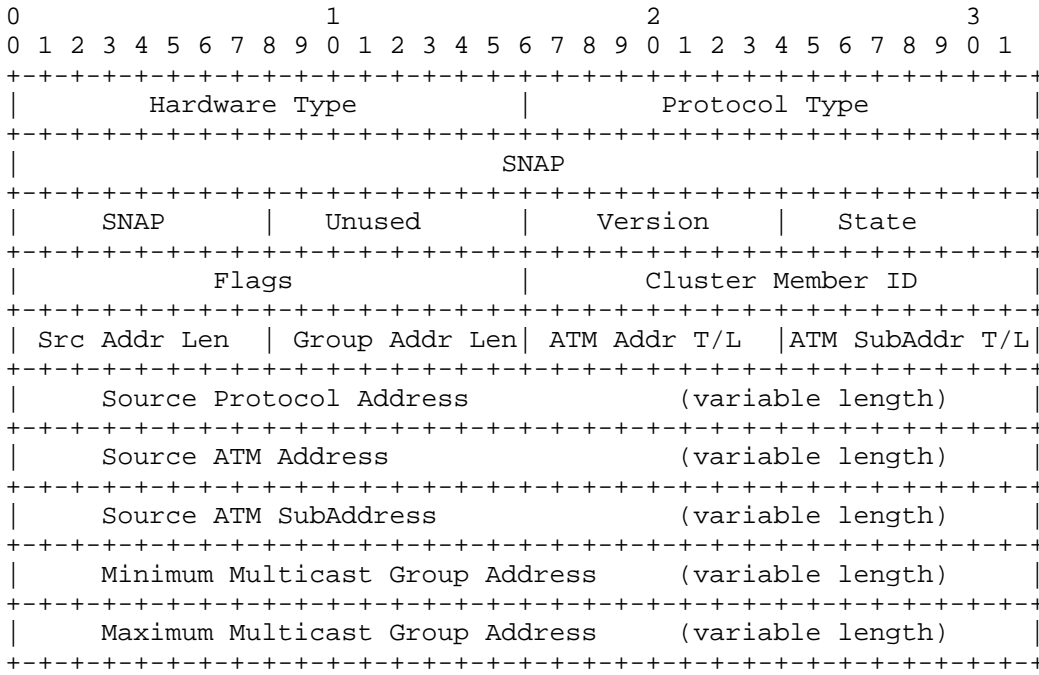 0                   1                   2                   3
0 1 2 3 4 5 6 7 8 9 0 1 2 3 4 5 6 7 8 9 0 1 2 3 4 5 6 7 8 9 0 1
+-+-+-+-+-+-+-+-+-+-+-+-+-+-+-+-+-+-+-+-+-+-+-+-+-+-+-+-+-+-+-+-+
|        Hardware Type          |        Protocol Type          |
+-+-+-+-+-+-+-+-+-+-+-+-+-+-+-+-+-+-+-+-+-+-+-+-+-+-+-+-+-+-+-+-+
|                              SNAP                             |
+-+-+-+-+-+-+-+-+-+-+-+-+-+-+-+-+-+-+-+-+-+-+-+-+-+-+-+-+-+-+-+-+
|     SNAP      |   Unused      |    Version    |   State       |
+-+-+-+-+-+-+-+-+-+-+-+-+-+-+-+-+-+-+-+-+-+-+-+-+-+-+-+-+-+-+-+-+
|            Flags              |       Cluster Member ID       |
+-+-+-+-+-+-+-+-+-+-+-+-+-+-+-+-+-+-+-+-+-+-+-+-+-+-+-+-+-+-+-+-+
| Src Addr Len  | Group Addr Len| ATM Addr T/L  |ATM SubAddr T/L|
+-+-+-+-+-+-+-+-+-+-+-+-+-+-+-+-+-+-+-+-+-+-+-+-+-+-+-+-+-+-+-+-+
|     Source Protocol Address             (variable length)     |
+-+-+-+-+-+-+-+-+-+-+-+-+-+-+-+-+-+-+-+-+-+-+-+-+-+-+-+-+-+-+-+-+
|     Source ATM Address                  (variable length)     |
+-+-+-+-+-+-+-+-+-+-+-+-+-+-+-+-+-+-+-+-+-+-+-+-+-+-+-+-+-+-+-+-+
|     Source ATM SubAddress               (variable length)     |
+-+-+-+-+-+-+-+-+-+-+-+-+-+-+-+-+-+-+-+-+-+-+-+-+-+-+-+-+-+-+-+-+
|     Minimum Multicast Group Address     (variable length)     |
+-+-+-+-+-+-+-+-+-+-+-+-+-+-+-+-+-+-+-+-+-+-+-+-+-+-+-+-+-+-+-+-+
|     Maximum Multicast Group Address     (variable length)     |
+-+-+-+-+-+-+-+-+-+-+-+-+-+-+-+-+-+-+-+-+-+-+-+-+-+-+-+-+-+-+-+-+